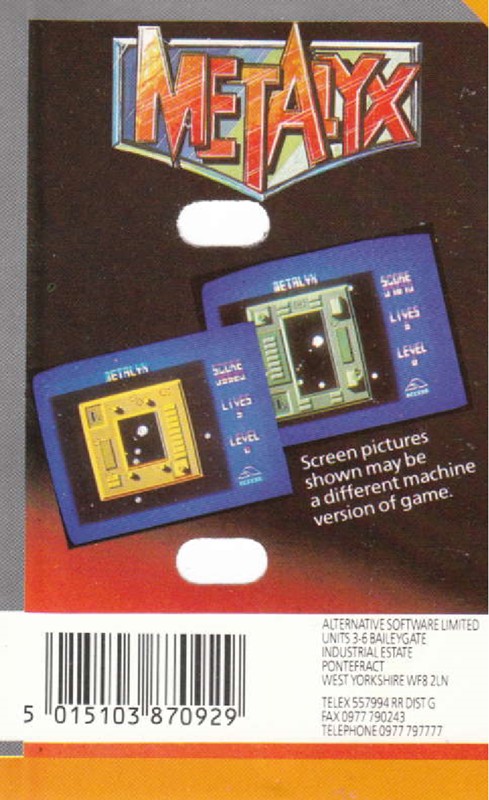 METALYX
METALYX
SCORE
LIVES
LEVEL
METALYX
SCORE
LIVES
LEVEL
Screen pictures
shown may be
a different machine
version of game.
ALTERNATIVE SOFTWARE LIMITED
UNITS 3-6 BAILEYGATE
INDUSTRIAL ESTATE
PONTEFRACT
WEST YORKSHIRE WF8 2LN
TELEX 557994 RR DIST G
FAX 0977 790243
TELEPHONE 0977 797777
5 015103 870929